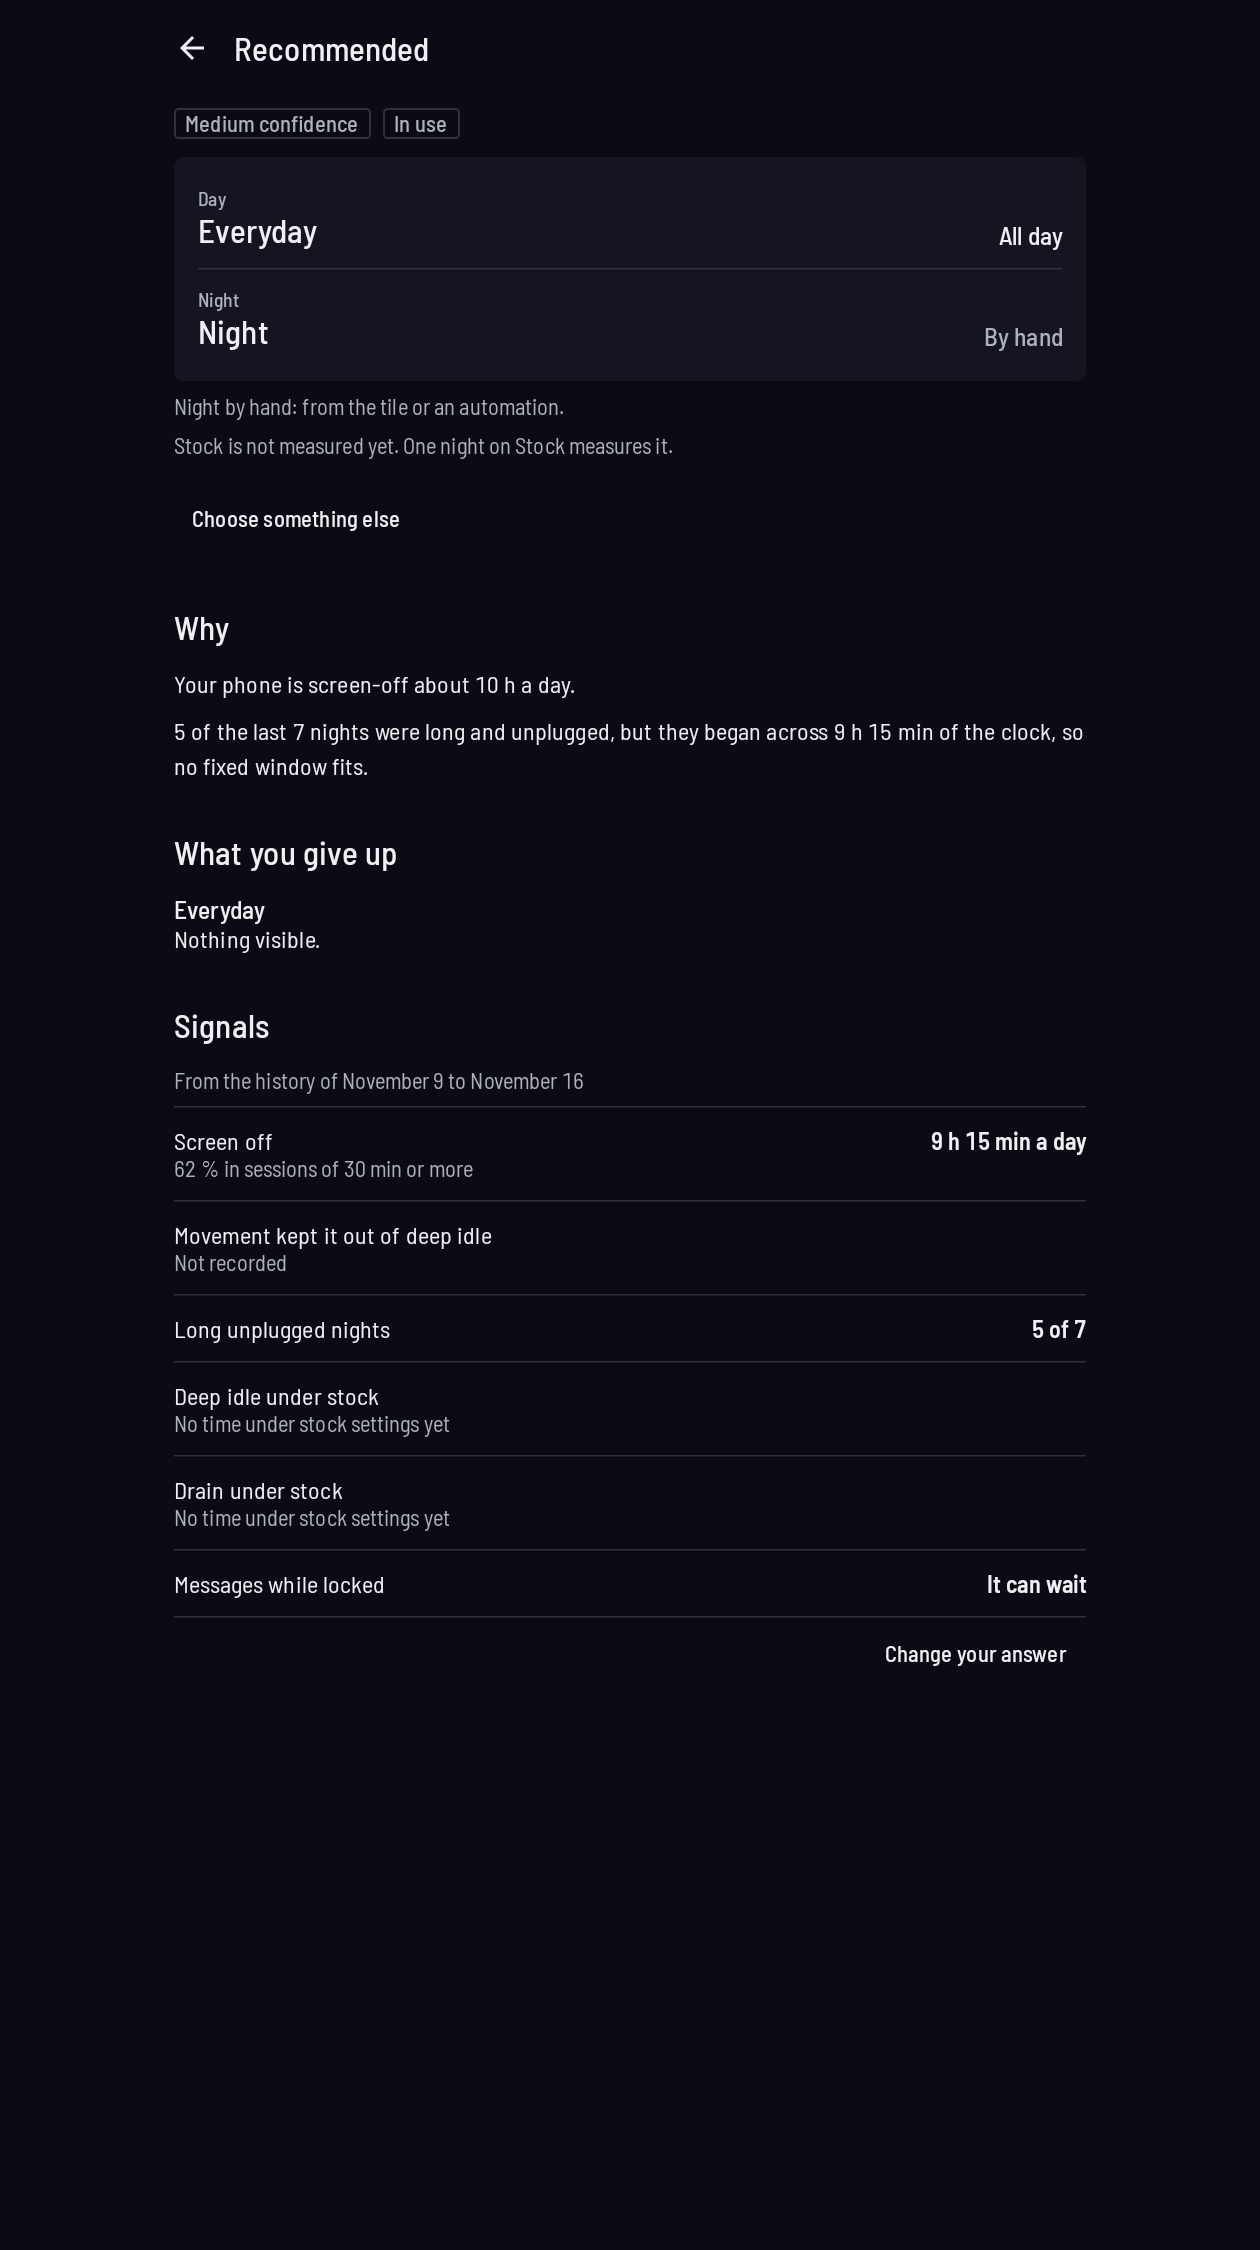 Recommended
Medium confidence
In use
Day
Everyday
All day
Night
Night
By hand
Night by hand: from the tile or an automation.
Stock is not measured yet. One night on Stock measures it.
Choose something else
Why
Your phone is screen-off about 10 h a day.
5 of the last 7 nights were long and unplugged, but they began across 9 h 15 min of the clock, so
no fixed window fits.
What you give up
Everyday
Nothing visible.
Signals
From the history of November 9 to November 16
Screen off
9 h 15 min a day
62 % in sessions of 30 min or more
Movement kept it out of deep idle
Not recorded
Long unplugged nights
5 of 7
Deep idle under stock
No time under stock settings yet
Drain under stock
No time under stock settings yet
Messages while locked
It can wait
Change your answer